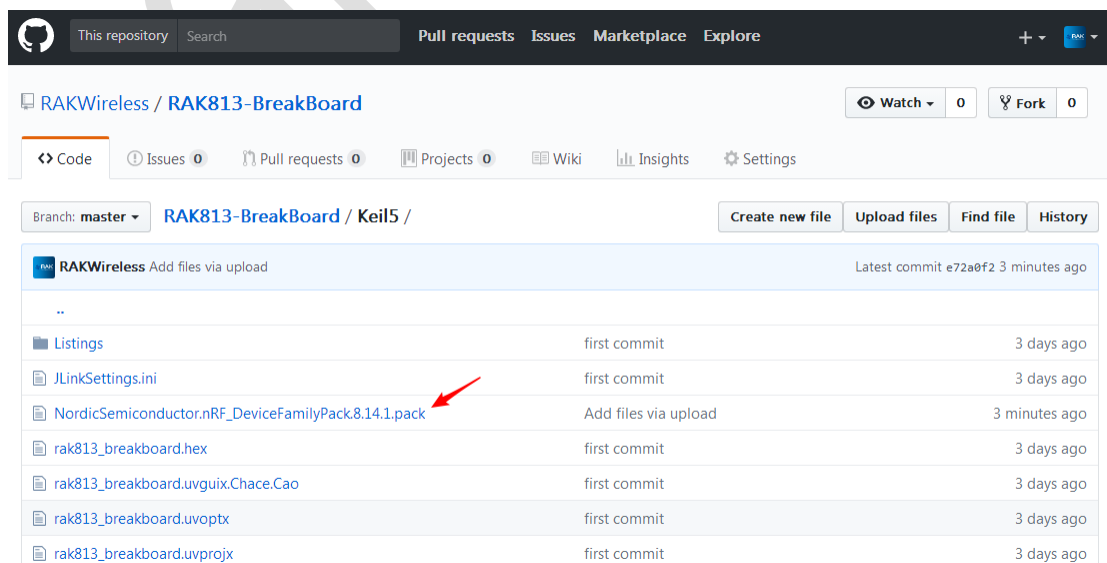 This repository Search Pull requests Issues Marketplace Explore
RAKWireless / RAK813-BreakBoard
Watch 0 Fork 0
Code Issues 0 Pull requests 0 Projects 0 Wiki Insights Settings
Branch: master RAK813-BreakBoard / Keil5 / Create new file Upload files Find file History
RAK RAKWireless Add files via upload Latest commit e72a0f2 3 minutes ago
..
Listings first commit 3 days ago
JLinkSettings.ini first commit 3 days ago
NordicSemiconductor.nRF_DeviceFamilyPack.8.14.1.pack Add files via upload 3 minutes ago
rak813_breakboard.hex first commit 3 days ago
rak813_breakboard.uvguix.Chace.Cao first commit 3 days ago
rak813_breakboard.uvoptx first commit 3 days ago
rak813_breakboard.uvprojx first commit 3 days ago